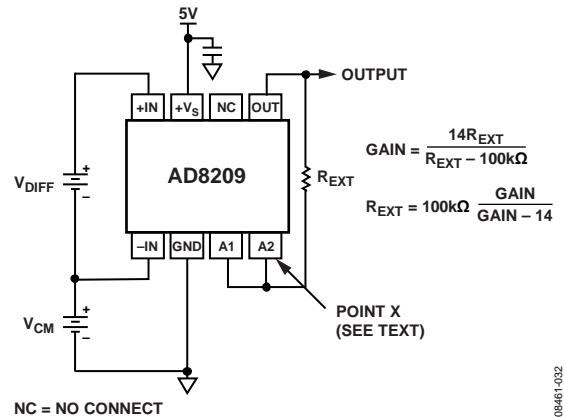 5V
OUTPUT
+IN
+VS
NC
OUT
GAIN = 14REXT / REXT – 100kΩ
VDIFF
+
–
AD8209
REXT
REXT = 100kΩ GAIN / GAIN – 14
–IN
GND
A1
A2
VCM
+
–
POINT X
(SEE TEXT)
NC = NO CONNECT
08461-032